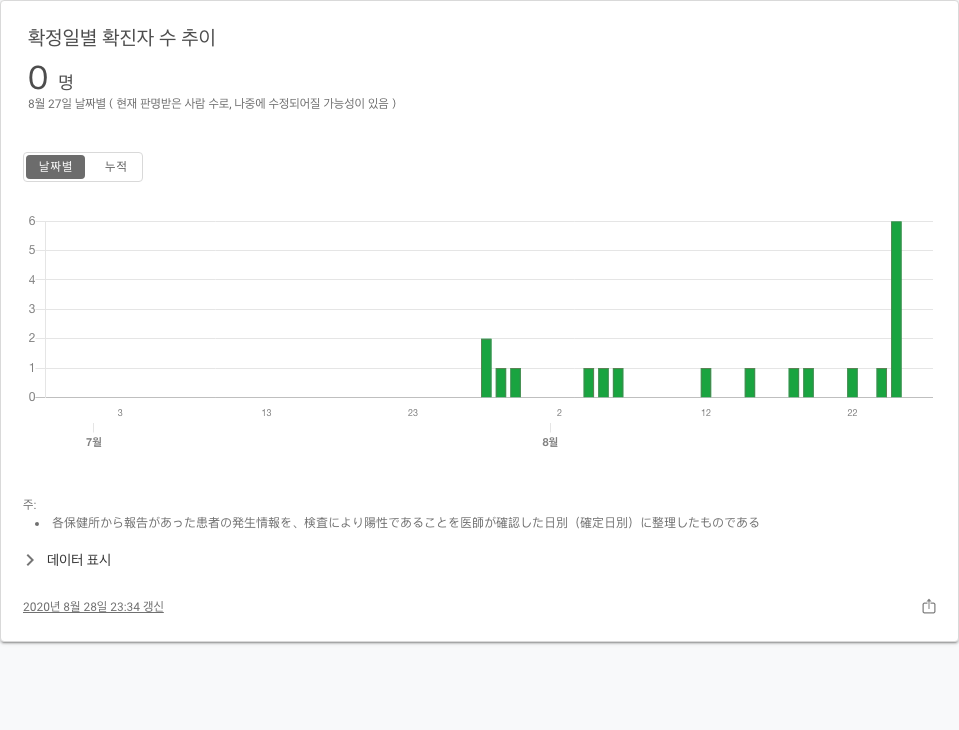 확정일별 확진자 수 추이
0 명
8월 27일 날짜별 ( 현재 판명받은 사람 수로, 나중에 수정되어질 가능성이 있음 )
날짜별 누적
6
5
4
3
2
1
0
3 13 23 2 12 22
7월 8월
주:
• 各保健所から報告があった患者の発生情報を、検査により陽性であることを医師が確認した日別（確定日別）に整理したものである
데이터 표시
2020년 8월 28일 23:34 갱신